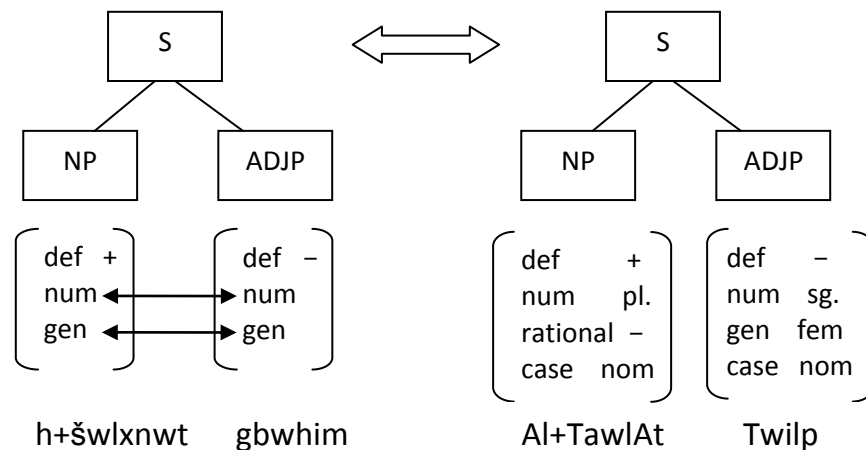 S S
NP ADJP NP ADJP
def + def − def + def −
num num num pl. num sg.
gen gen rational − gen fem
case nom case nom
h+šwlxnwt gbwhim Al+TawlAt Twilp